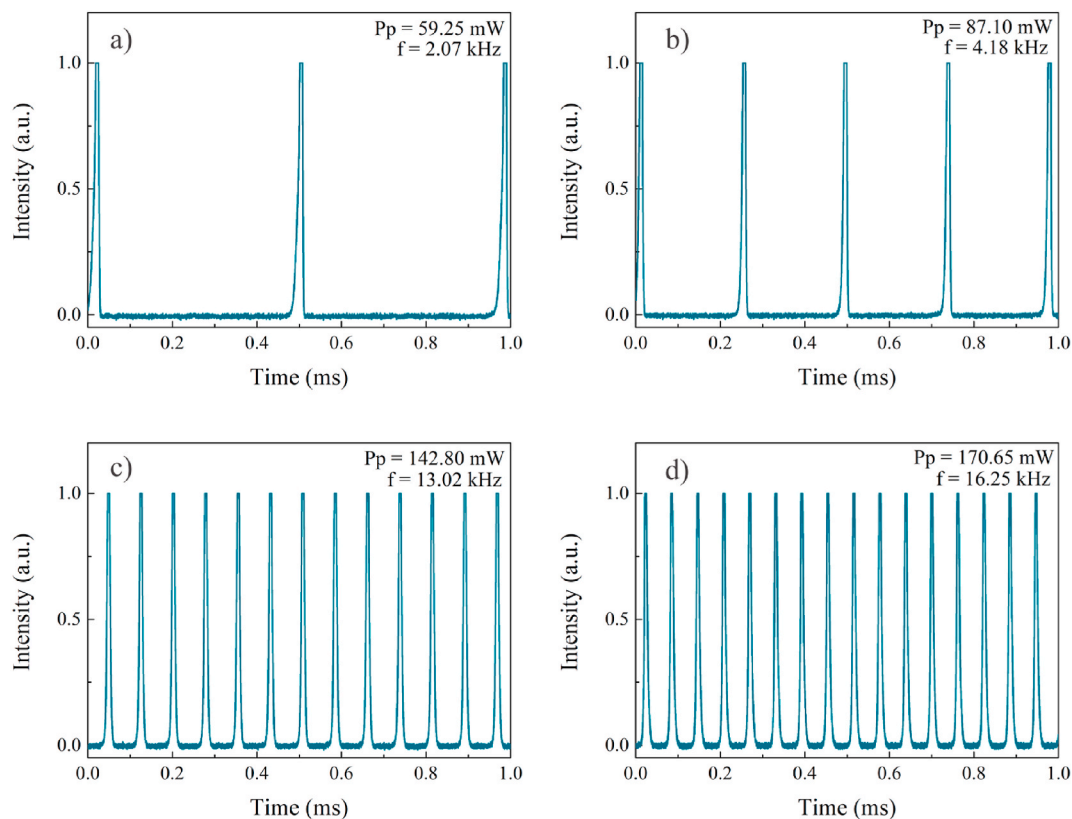 a)
Pp = 59.25 mW
f = 2.07 kHz
1.0
0.5
0.0
Intensity (a.u.)
0.0 0.2 0.4 0.6 0.8 1.0
Time (ms)
b)
Pp = 87.10 mW
f = 4.18 kHz
1.0
0.5
0.0
Intensity (a.u.)
0.0 0.2 0.4 0.6 0.8 1.0
Time (ms)
c)
Pp = 142.80 mW
f = 13.02 kHz
1.0
0.5
0.0
Intensity (a.u.)
0.0 0.2 0.4 0.6 0.8 1.0
Time (ms)
d)
Pp = 170.65 mW
f = 16.25 kHz
1.0
0.5
0.0
Intensity (a.u.)
0.0 0.2 0.4 0.6 0.8 1.0
Time (ms)